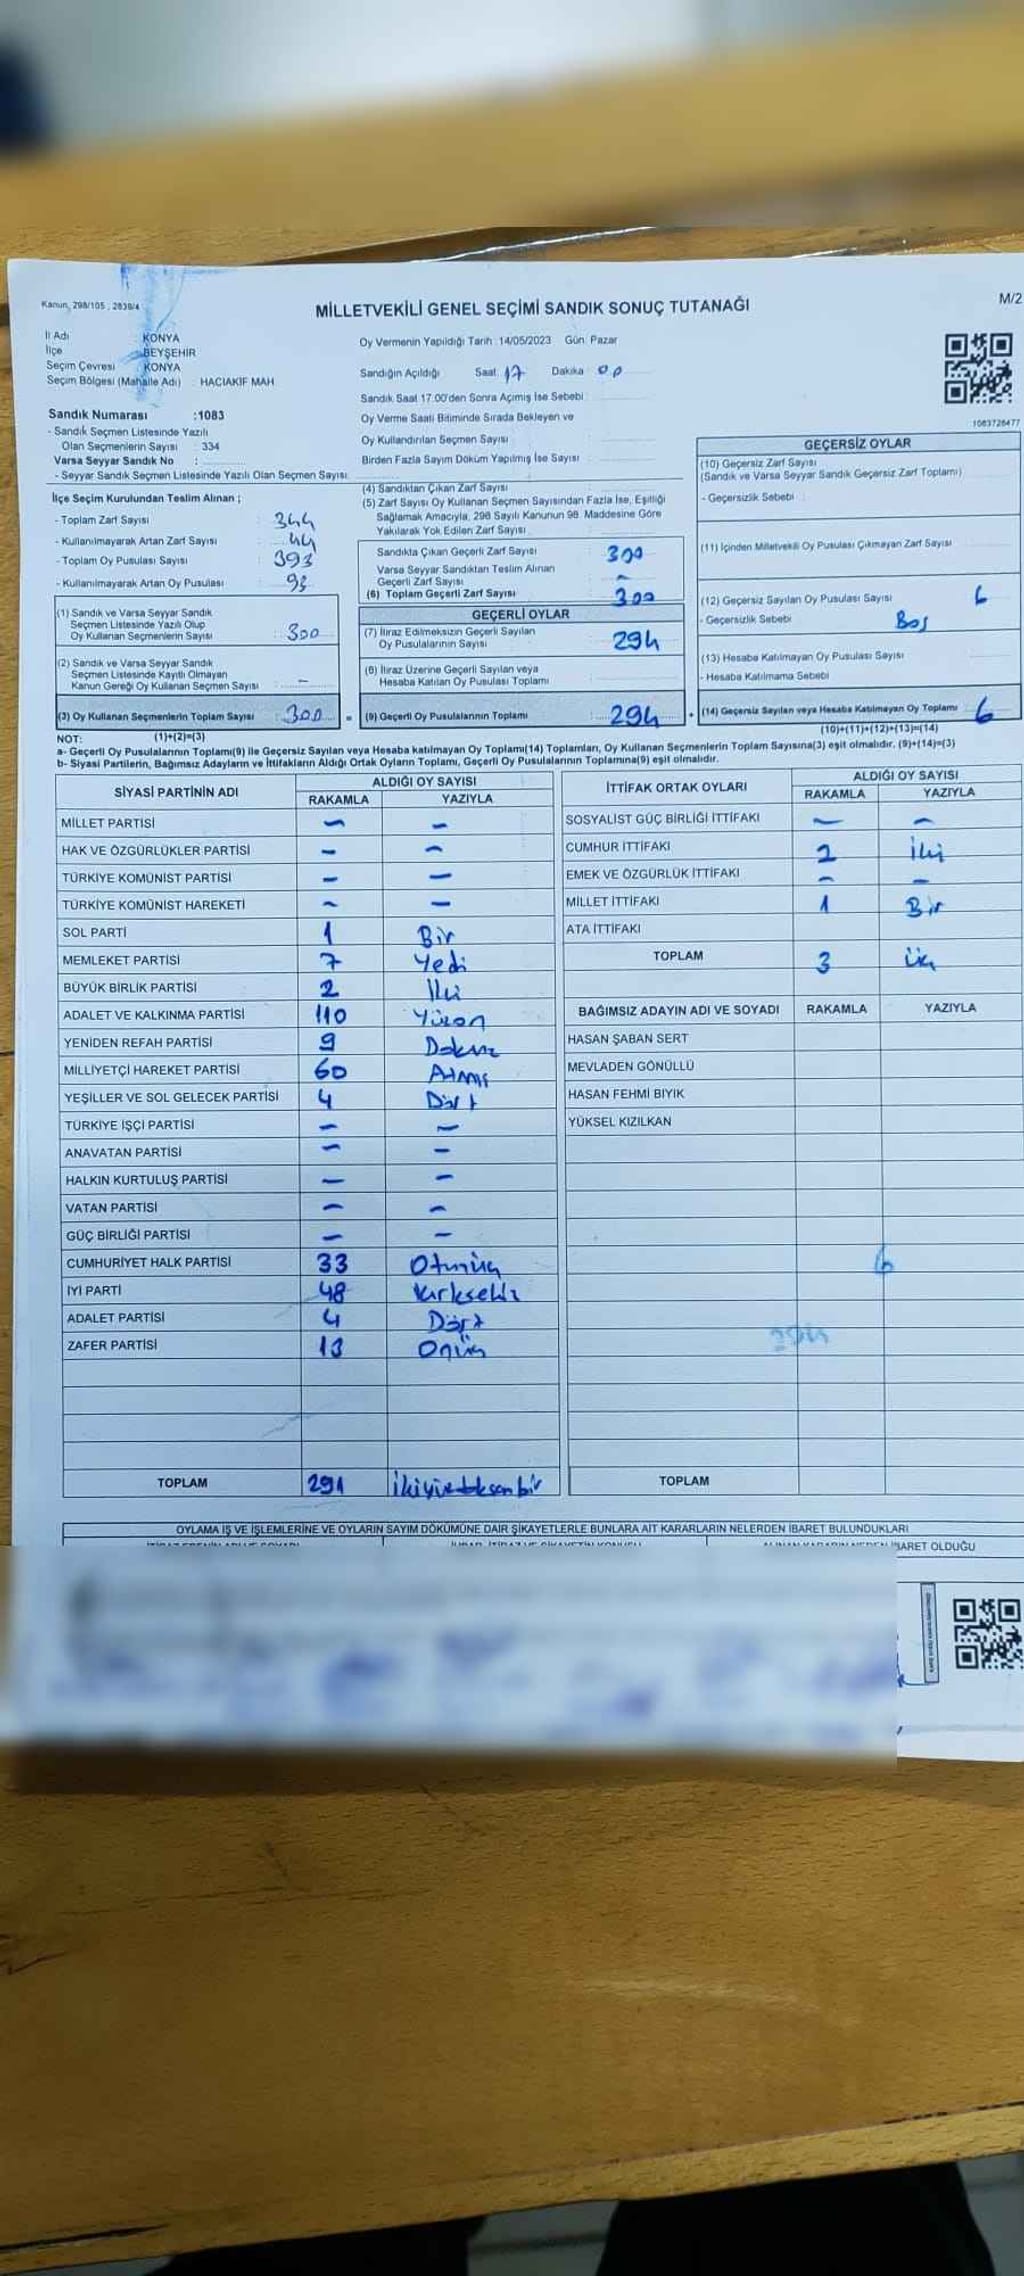 Kanun, 298/105 , 2839/4
MİLLETVEKİLİ GENEL SEÇİMİ SANDIK SONUÇ TUTANAĞI
M/2
İl Adı : KONYA
İlçe : BEYŞEHİR
Seçim Çevresi : KONYA
Seçim Bölgesi (Mahalle Adı) : HACIAKİF MAH
Oy Vermenin Yapıldığı Tarih :14/05/2023 Gün: Pazar
Sandığın Açıldığı Saat: 17 Dakika: 00
Sandık Saat 17.00'den Sonra Açılmış İse Sebebi :
Oy Verme Saati Bitiminde Sırada Bekleyen ve
Oy Kullandırılan Seçmen Sayısı
Birden Fazla Sayım Döküm Yapılmış İse Sayısı :
1083726477
Sandık Numarası :1083
- Sandık Seçmen Listesinde Yazılı
Olan Seçmenlerin Sayısı : 334
Varsa Seyyar Sandık No :
- Seyyar Sandık Seçmen Listesinde Yazılı Olan Seçmen Sayısı:
İlçe Seçim Kurulundan Teslim Alınan ;
- Toplam Zarf Sayısı : 344
- Kullanılmayarak Artan Zarf Sayısı : 44
- Toplam Oy Pusulası Sayısı : 393
- Kullanılmayarak Artan Oy Pusulası : 93
(1) Sandık ve Varsa Seyyar Sandık
Seçmen Listesinde Yazılı Olup
Oy Kullanan Seçmenlerin Sayısı : 300
(2) Sandık ve Varsa Seyyar Sandık
Seçmen Listesinde Kayıtlı Olmayan
Kanun Gereği Oy Kullanan Seçmen Sayısı : -
(3) Oy Kullanan Seçmenlerin Toplam Sayısı : 300 =
(4) Sandıktan Çıkan Zarf Sayısı
(5) Zarf Sayısı Oy Kullanan Seçmen Sayısından Fazla İse, Eşitliği
Sağlamak Amacıyla, 298 Sayılı Kanunun 98. Maddesine Göre
Yakılarak Yok Edilen Zarf Sayısı
Sandıkta Çıkan Geçerli Zarf Sayısı : 300
Varsa Seyyar Sandıktan Teslim Alınan
Geçerli Zarf Sayısı : -
(6) Toplam Geçerli Zarf Sayısı : 300
GEÇERLİ OYLAR
(7) İtiraz Edilmeksizin Geçerli Sayılan
Oy Pusulalarının Sayısı : 294
(8) İtiraz Üzerine Geçerli Sayılan veya
Hesaba Katılan Oy Pusulası Toplamı
(9) Geçerli Oy Pusulalarının Toplamı : 294 +
GEÇERSİZ OYLAR
(10) Geçersiz Zarf Sayısı
(Sandık ve Varsa Seyyar Sandık Geçersiz Zarf Toplamı)
- Geçersizlik Sebebi :
(11) İçinden Milletvekili Oy Pusulası Çıkmayan Zarf Sayısı
(12) Geçersiz Sayılan Oy Pusulası Sayısı 6
- Geçersizlik Sebebi Boş
(13) Hesaba Katılmayan Oy Pusulası Sayısı
- Hesaba Katılmama Sebebi
(14) Geçersiz Sayılan veya Hesaba Katılmayan Oy Toplamı 6
NOT: (1)+(2)=(3)
(10)+(11)+(12)+(13)=(14)
a- Geçerli Oy Pusulalarının Toplamı(9) ile Geçersiz Sayılan veya Hesaba katılmayan Oy Toplamı(14) Toplamları, Oy Kullanan Seçmenlerin Toplam Sayısına(3) eşit olmalıdır. (9)+(14)=(3)
b- Siyasi Partilerin, Bağımsız Adayların ve İttifakların Aldığı Ortak Oyların Toplamı, Geçerli Oy Pusulalarının Toplamına(9) eşit olmalıdır.
SİYASİ PARTİNİN ADI ALDIĞI OY SAYISI
RAKAMLA YAZIYLA
MİLLET PARTİSİ - -
HAK VE ÖZGÜRLÜKLER PARTİSİ - -
TÜRKİYE KOMÜNİST PARTİSİ - -
TÜRKİYE KOMÜNİST HAREKETİ - -
SOL PARTİ 1 Bir
MEMLEKET PARTİSİ 7 Yedi
BÜYÜK BİRLİK PARTİSİ 2 İki
ADALET VE KALKINMA PARTİSİ 110 Yüzon
YENİDEN REFAH PARTİSİ 9 Dokuz
MİLLİYETÇİ HAREKET PARTİSİ 60 Atmış
YEŞİLLER VE SOL GELECEK PARTİSİ 4 Dört
TÜRKİYE İŞÇİ PARTİSİ - -
ANAVATAN PARTİSİ - -
HALKIN KURTULUŞ PARTİSİ - -
VATAN PARTİSİ - -
GÜÇ BİRLİĞİ PARTİSİ - -
CUMHURİYET HALK PARTİSİ 33 Otuzüç
İYİ PARTİ 48 Kırksekiz
ADALET PARTİSİ 4 Dört
ZAFER PARTİSİ 13 Onüç
TOPLAM 291 İkiyüzdoksanbir
İTTİFAK ORTAK OYLARI ALDIĞI OY SAYISI
RAKAMLA YAZIYLA
SOSYALİST GÜÇ BİRLİĞİ İTTİFAKI - -
CUMHUR İTTİFAKI 2 İki
EMEK VE ÖZGÜRLÜK İTTİFAKI - -
MİLLET İTTİFAKI 1 Bir
ATA İTTİFAKI
TOPLAM 3 Üç
BAĞIMSIZ ADAYIN ADI VE SOYADI RAKAMLA YAZIYLA
HASAN ŞABAN SERT
MEVLADEN GÖNÜLLÜ
HASAN FEHMİ BIYIK
YÜKSEL KIZILKAN
6
294
TOPLAM
OYLAMA İŞ VE İŞLEMLERİNE VE OYLARIN SAYIM DÖKÜMÜNE DAİR ŞİKAYETLERLE BUNLARA AİT KARARLARIN NELERDEN İBARET BULUNDUKLARI
İBARET OLDUĞU